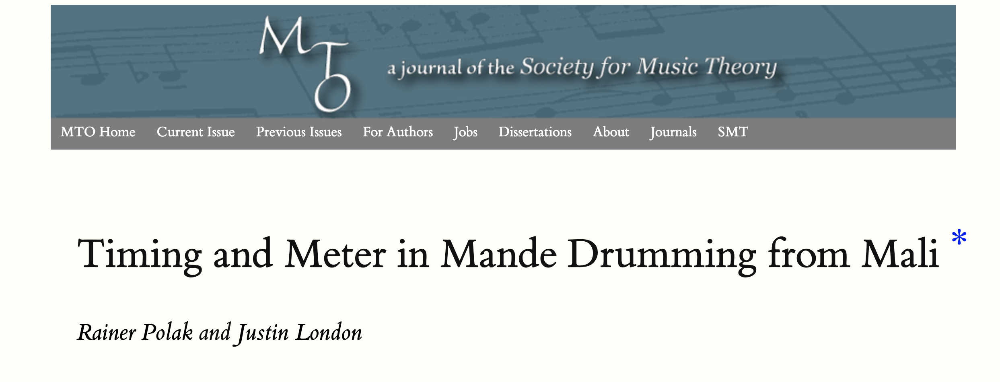 MTO
a journal of the Society for Music Theory
MTO Home Current Issue Previous Issues For Authors Jobs Dissertations About Journals SMT
Timing and Meter in Mande Drumming from Mali *
Rainer Polak and Justin London